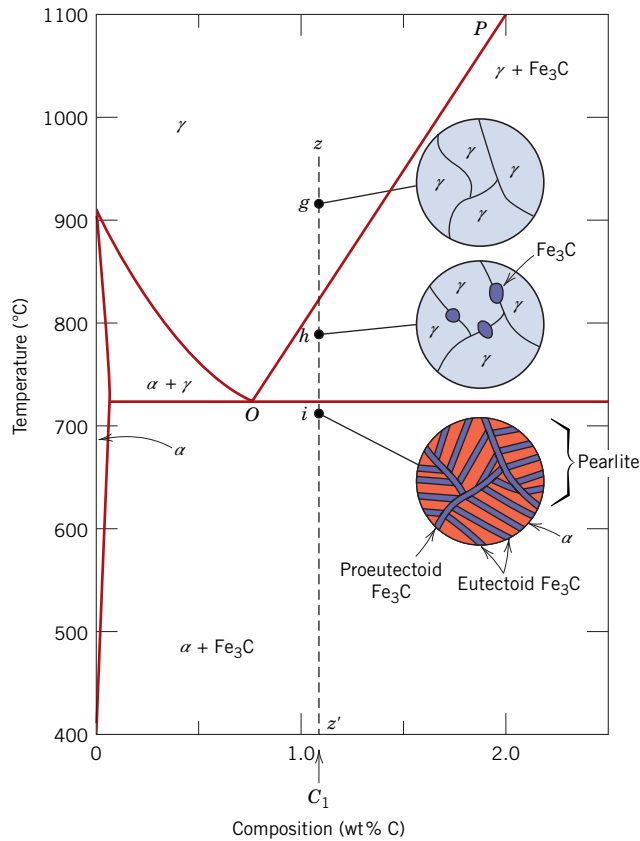 1100
P
γ + Fe₃C
1000
γ
z
γ
γ
γ
γ
g
900
Fe₃C
γ
γ
γ
γ
800
h
Temperature (°C)
α + γ
O
i
700
α
Pearlite
600
α
Proeutectoid
Fe₃C
Eutectoid Fe₃C
500
α + Fe₃C
z'
400
0
1.0
2.0
C₁
Composition (wt% C)